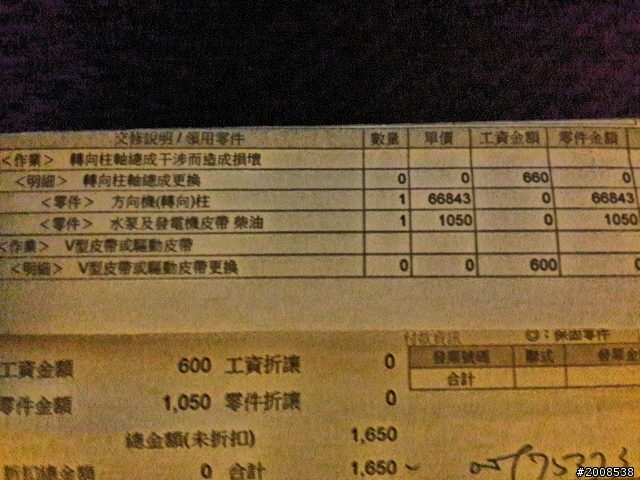 交修說明 / 領用零件 數量 單價 工資金額 零件金額
<作業> 轉向柱軸總成干涉而造成損壞
<明細> 轉向柱軸總成更換 0 0 660 0
<零件> 方向機(轉向)柱 1 66843 0 66843
<零件> 水泵及發電機皮帶 柴油 1 1050 0 1050
<作業> V型皮帶或驅動皮帶
<明細> V型皮帶或驅動皮帶更換 0 0 600 0
付款資訊 ◎:保固零件
工資金額 600 工資折讓 0 發票號碼 聯式 發票金
零件金額 1,050 零件折讓 0 合計
總金額(未折扣) 1,650
折扣總金額 0 合計 1,650
#2008538